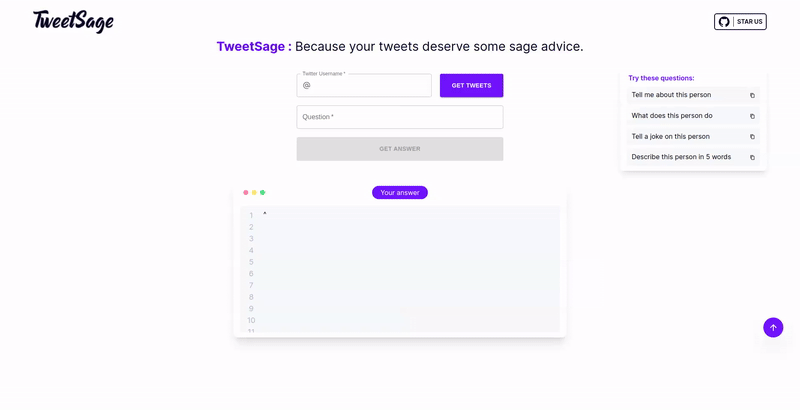 TweetSage
STAR US
TweetSage : Because your tweets deserve some sage advice.
Twitter Username *
@
GET TWEETS
Question *
GET ANSWER
Try these questions:
Tell me about this person
What does this person do
Tell a joke on this person
Describe this person in 5 words
Your answer
1
2
3
4
5
6
7
8
9
10
11